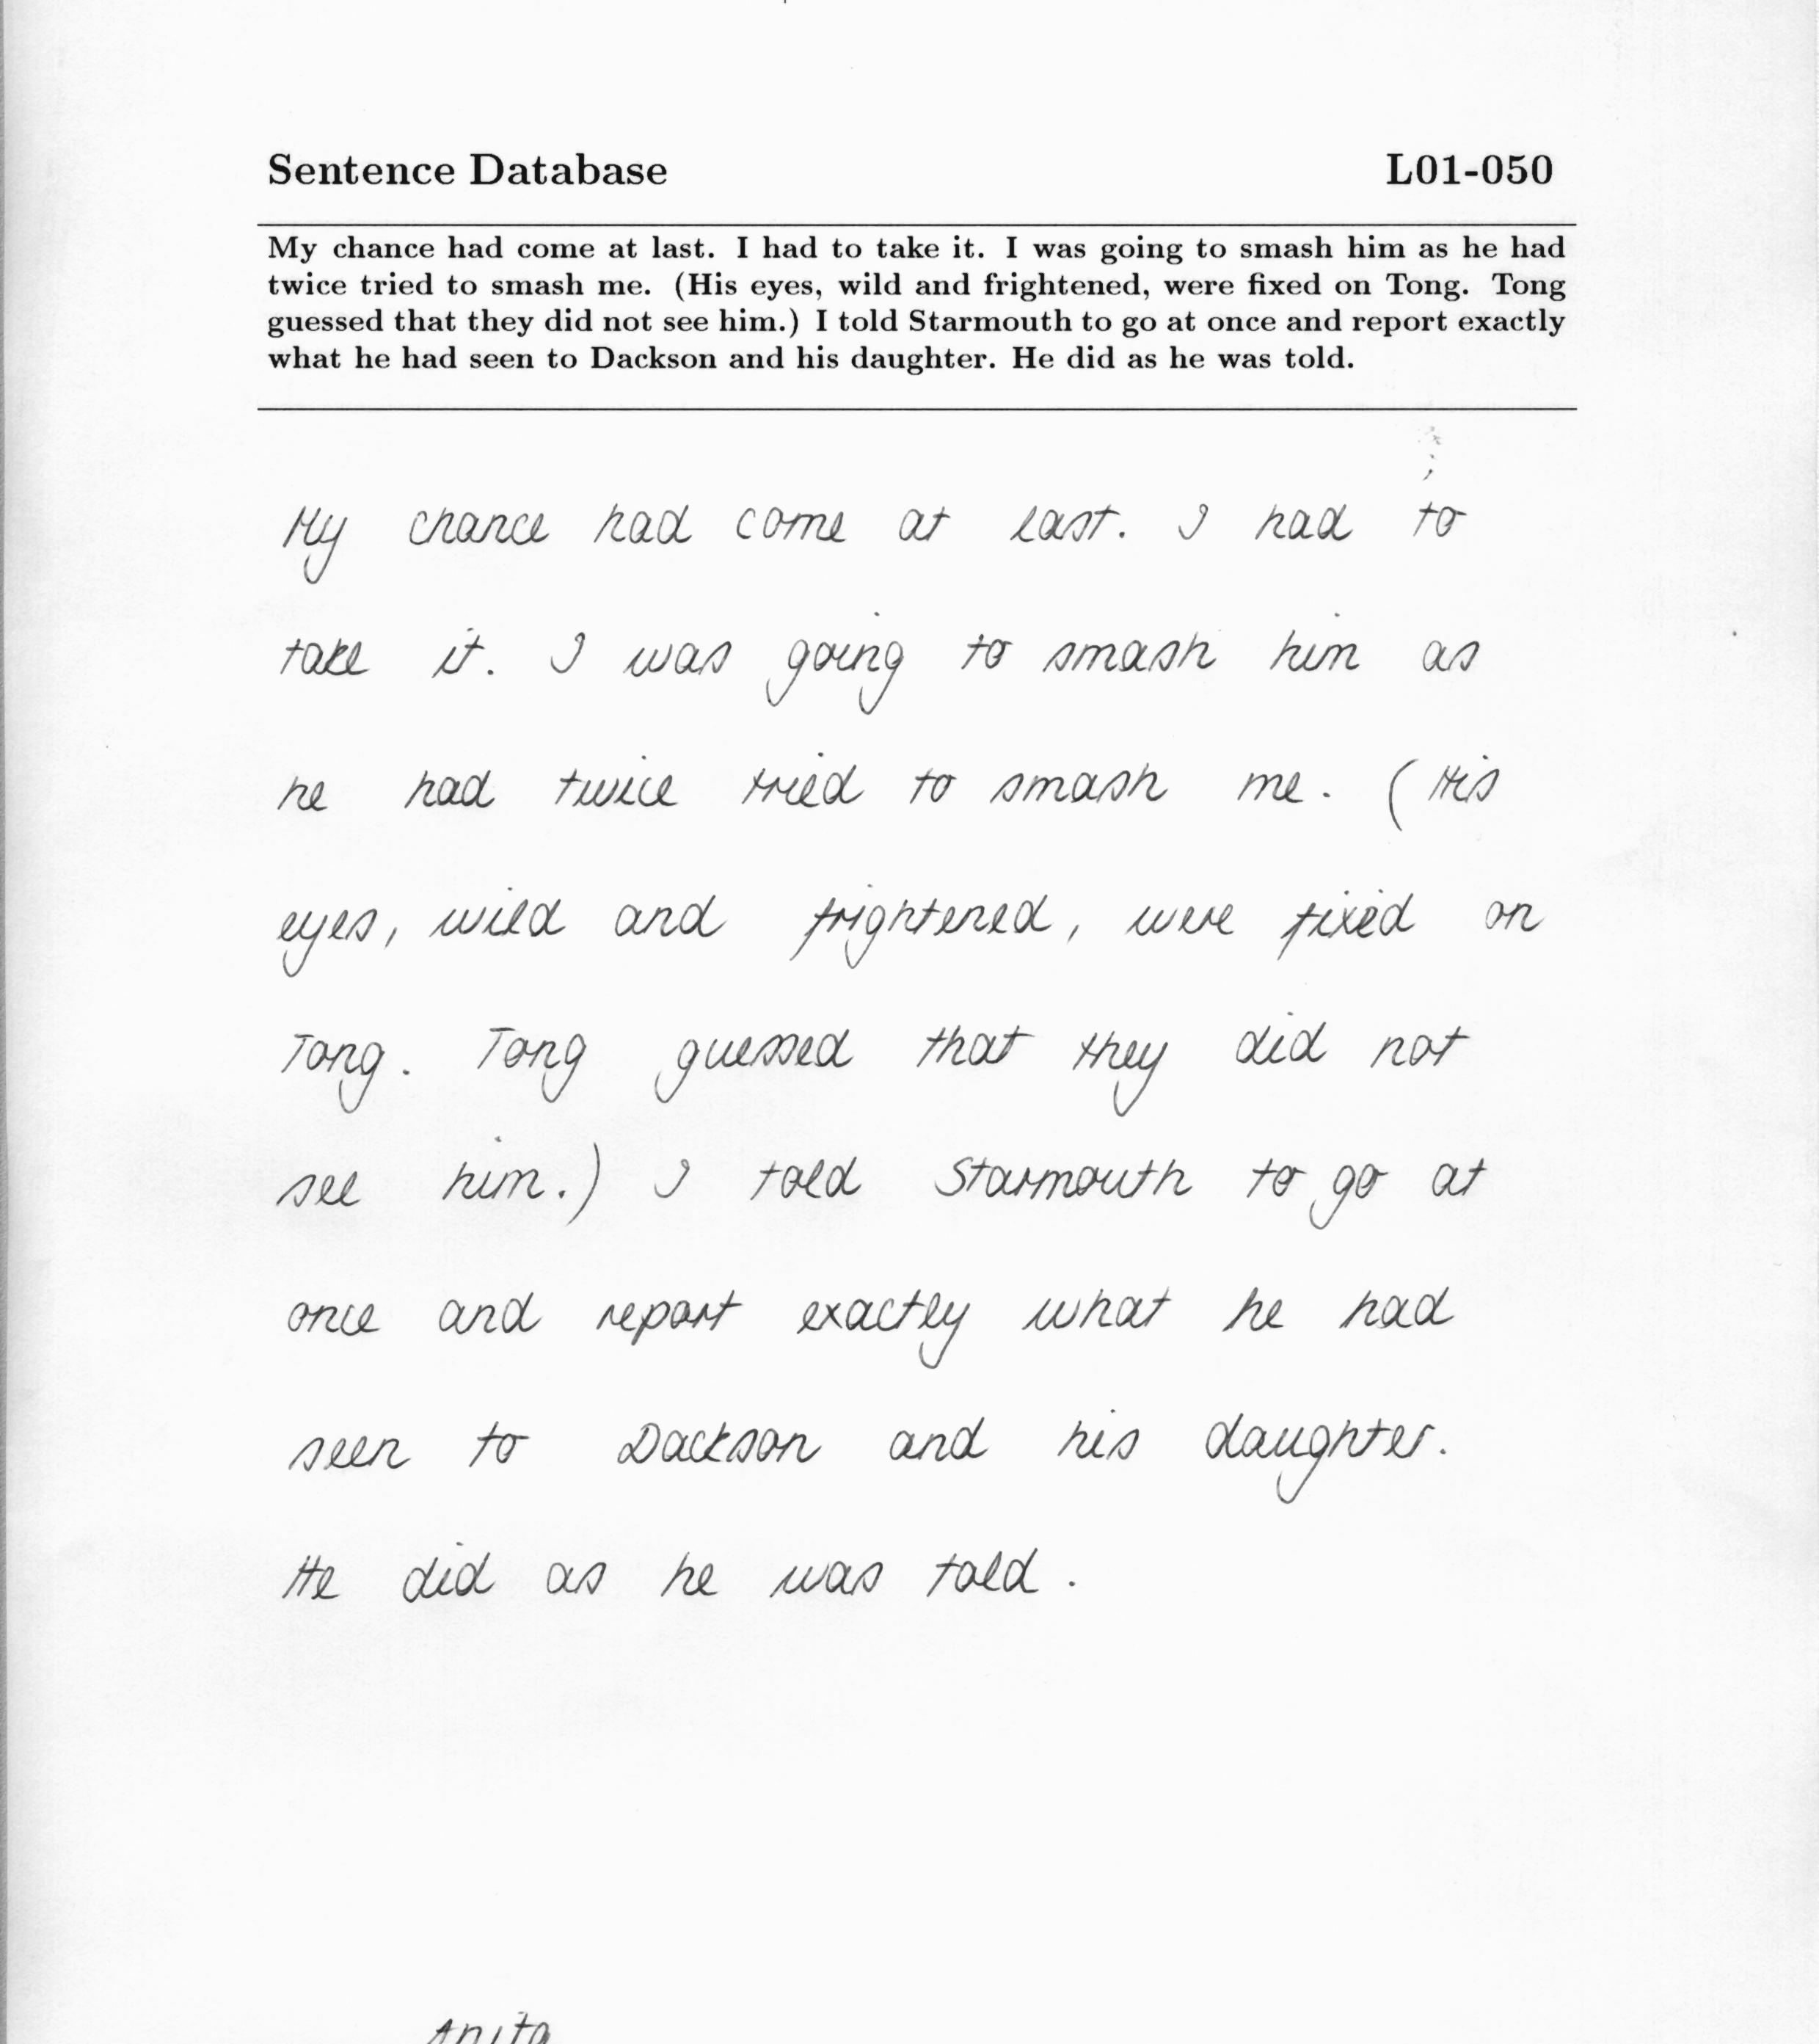 Sentence Database L01-050
My chance had come at last. I had to take it. I was going to smash him as he had
twice tried to smash me. (His eyes, wild and frightened, were fixed on Tong. Tong
guessed that they did not see him.) I told Starmouth to go at once and report exactly
what he had seen to Dackson and his daughter. He did as he was told.
My chance had come at last. I had to
take it. I was going to smash him as
he had twice tried to smash me. (His
eyes, wild and frightened, were fixed on
Tong. Tong guessed that they did not
see him.) I told Starmouth to go at
once and report exactly what he had
seen to Dackson and his daughter.
He did as he was told.
Anita